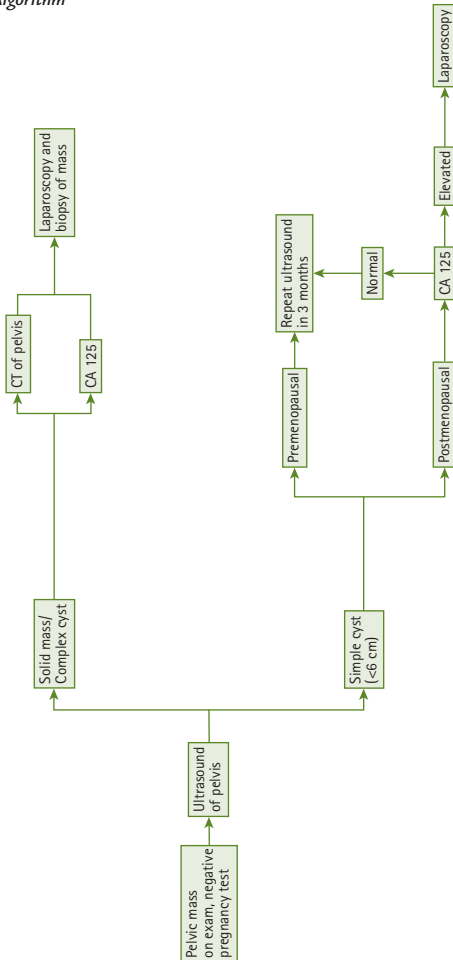 Algorithm
Pelvic mass
on exam, negative
pregnancy test
Ultrasound
of pelvis
Solid mass/
Complex cyst
CT of pelvis
CA 125
Laparoscopy and
biopsy of mass
Simple cyst
(<6 cm)
Premenopausal
Repeat ultrasound
in 3 months
Postmenopausal
CA 125
Normal
Elevated
Laparoscopy